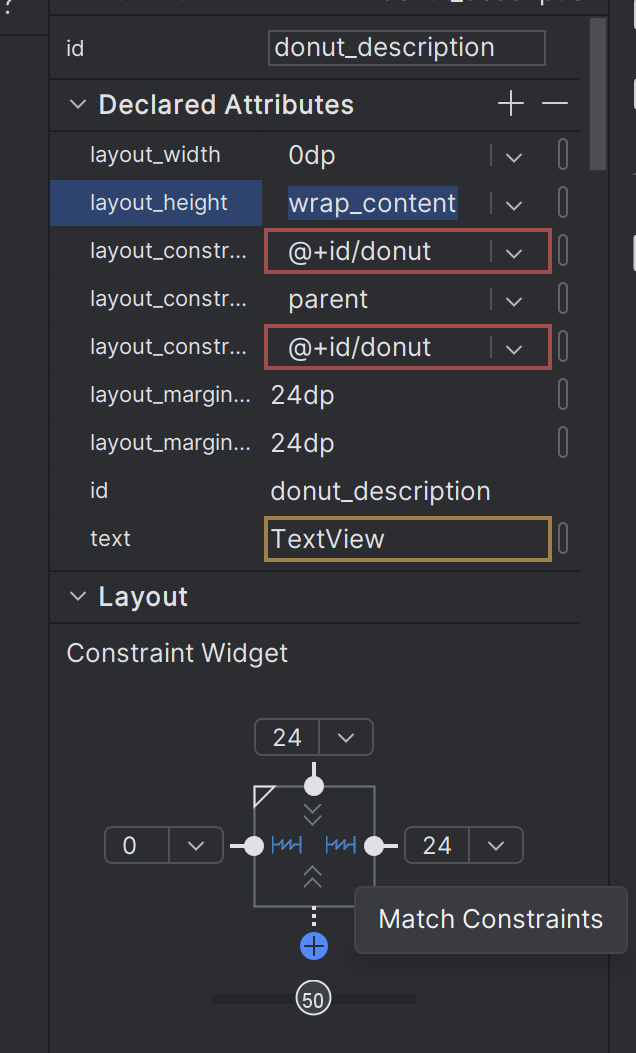 ?
id
donut_description
Declared Attributes
layout_width 0dp
layout_height wrap_content
layout_constr... @+id/donut
layout_constr... parent
layout_constr... @+id/donut
layout_margin... 24dp
layout_margin... 24dp
id donut_description
text TextView
Layout
Constraint Widget
24
0
24
Match Constraints
50